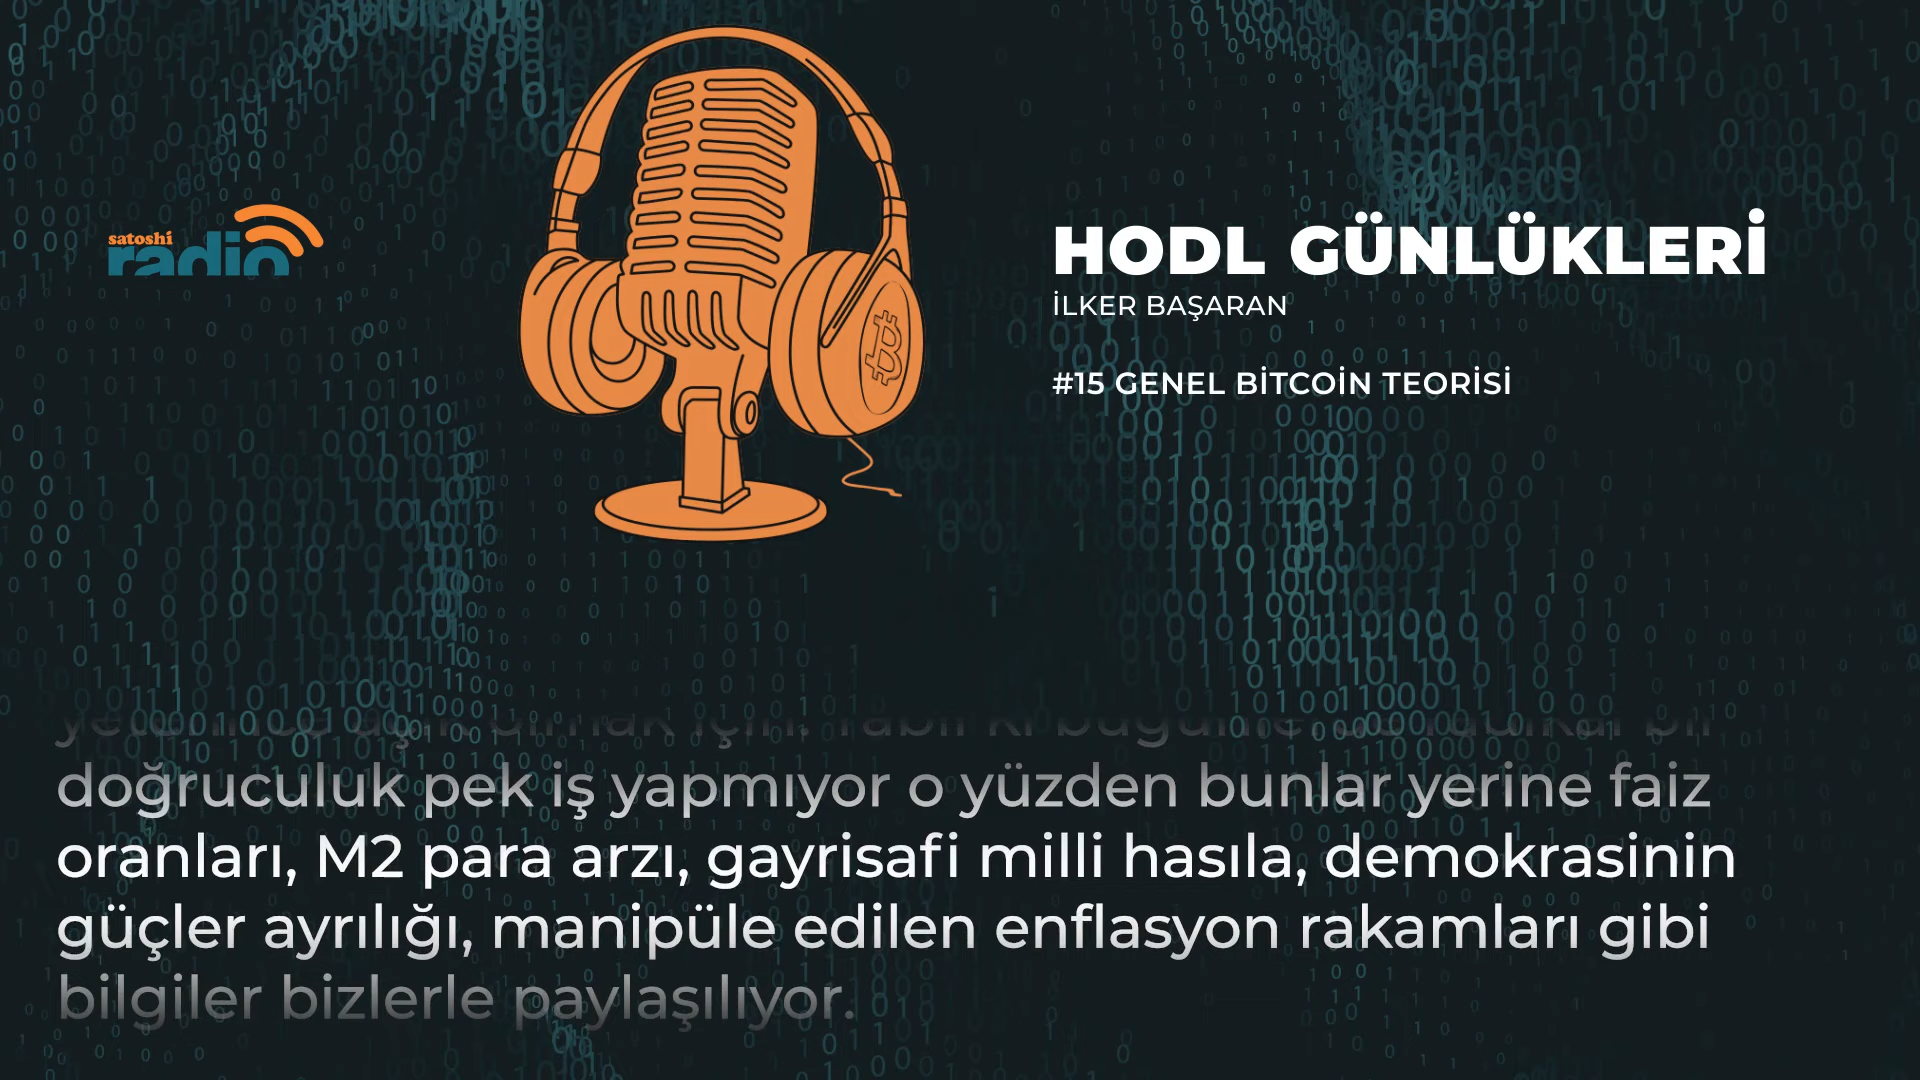 satoshi
radio
HODL GÜNLÜKLERİ
İLKER BAŞARAN
#15 GENEL BİTCOİN TEORİSİ
doğruculuk pek iş yapmıyor o yüzden bunlar yerine faiz
oranları, M2 para arzı, gayrisafi milli hasıla, demokrasinin
güçler ayrılığı, manipüle edilen enflasyon rakamları gibi
bilgiler bizlerle paylaşılıyor.